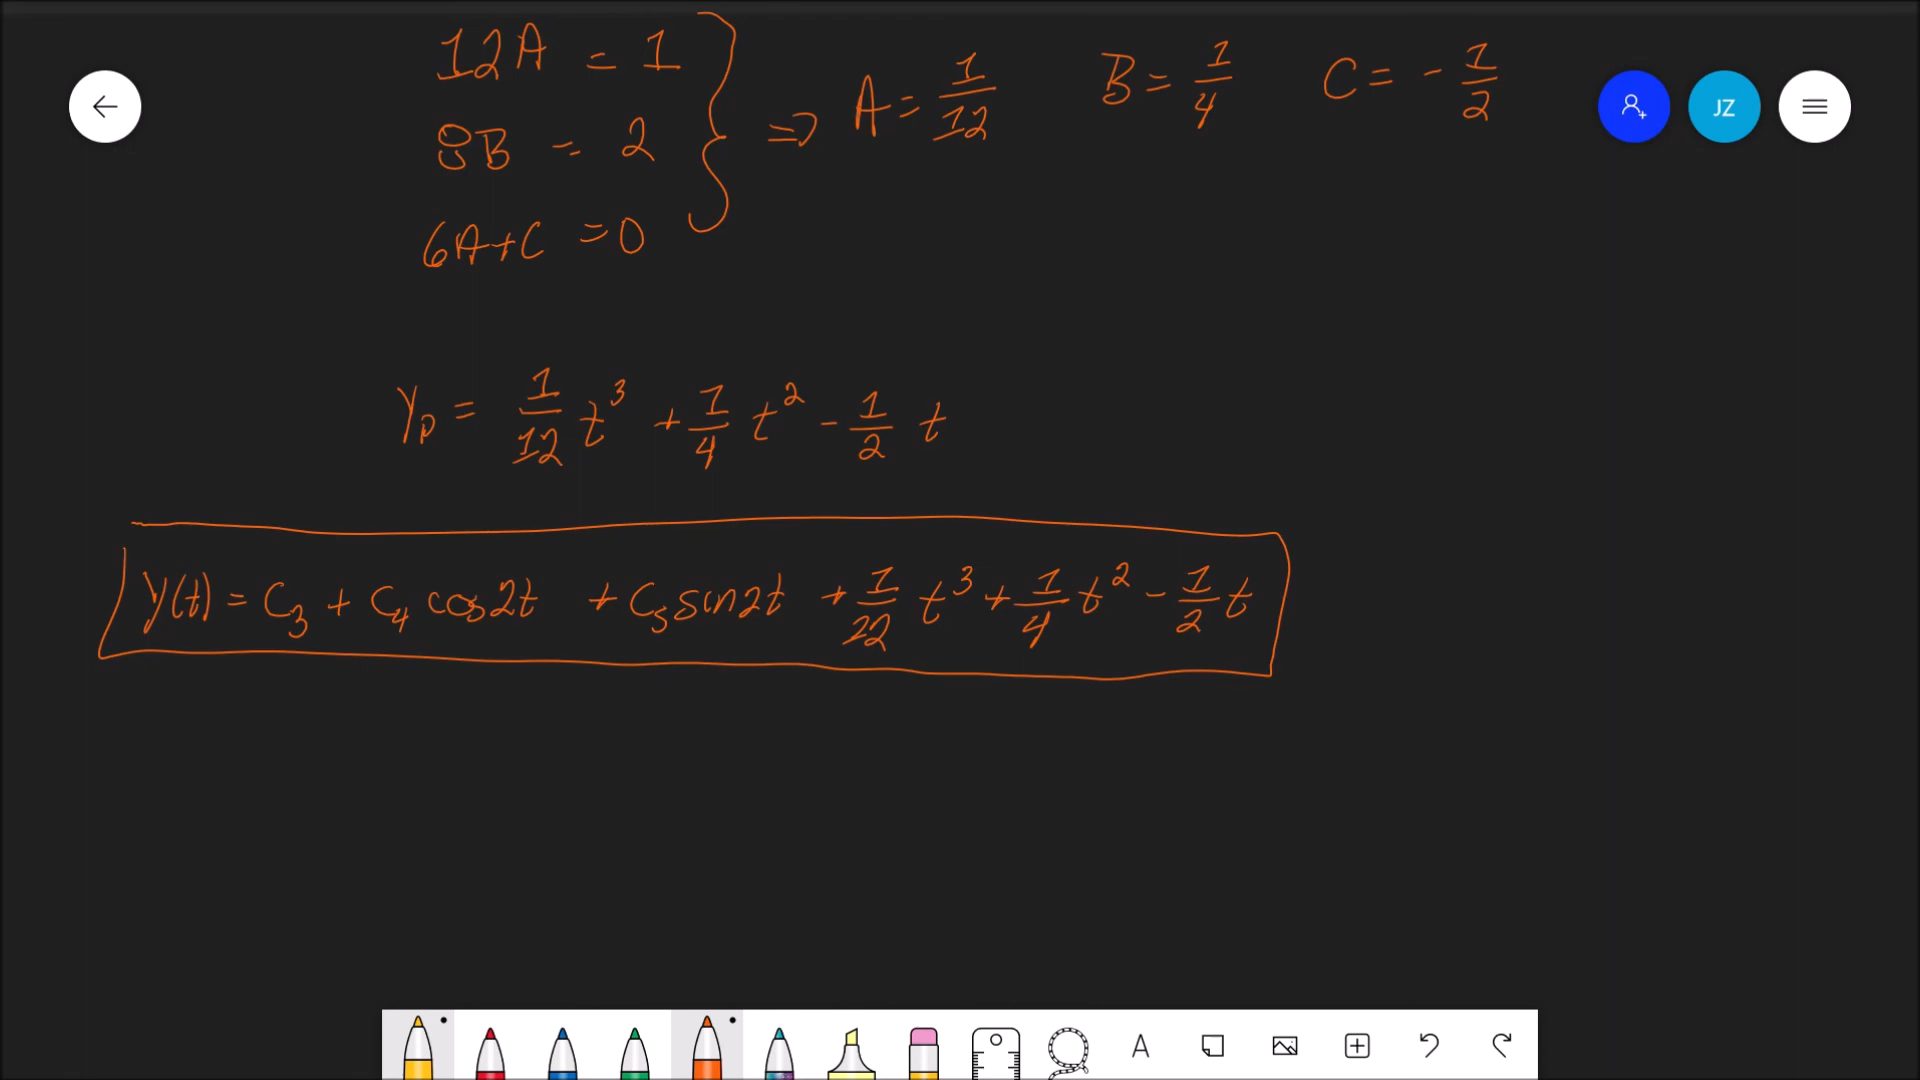 12A = 1
8B = 2
6A+C = 0
⇒ A = 1/12 B = 1/4 C = - 1/2
JZ
Yp = 1/12 t³ + 1/4 t² - 1/2 t
Y(t) = C₃ + C₄ cos2t + C₅ sin2t + 1/22 t³ + 1/4 t² - 1/2 t
A